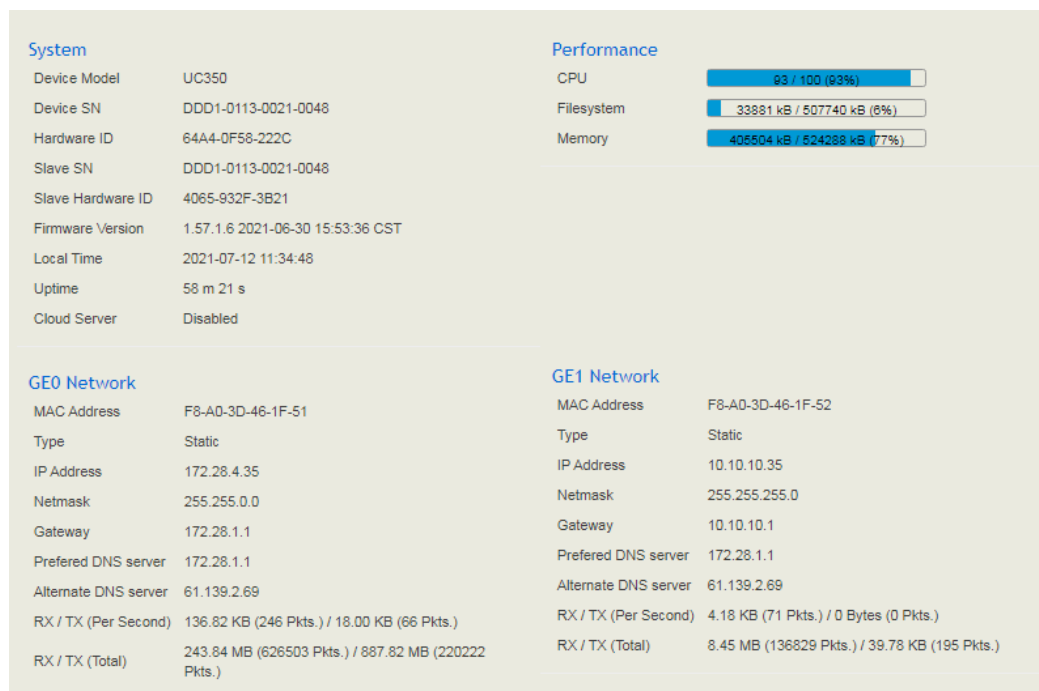 System
Device Model UC350
Device SN DDD1-0113-0021-0048
Hardware ID 64A4-0F58-222C
Slave SN DDD1-0113-0021-0048
Slave Hardware ID 4065-932F-3B21
Firmware Version 1.57.1.6 2021-06-30 15:53:36 CST
Local Time 2021-07-12 11:34:48
Uptime 58 m 21 s
Cloud Server Disabled
Performance
CPU 93 / 100 (93%)
Filesystem 33881 kB / 507740 kB (6%)
Memory 405504 kB / 524288 kB (77%)
GE0 Network
MAC Address F8-A0-3D-46-1F-51
Type Static
IP Address 172.28.4.35
Netmask 255.255.0.0
Gateway 172.28.1.1
Prefered DNS server 172.28.1.1
Alternate DNS server 61.139.2.69
RX / TX (Per Second) 136.82 KB (246 Pkts.) / 18.00 KB (66 Pkts.)
RX / TX (Total) 243.84 MB (626503 Pkts.) / 887.82 MB (220222
Pkts.)
GE1 Network
MAC Address F8-A0-3D-46-1F-52
Type Static
IP Address 10.10.10.35
Netmask 255.255.255.0
Gateway 10.10.10.1
Prefered DNS server 172.28.1.1
Alternate DNS server 61.139.2.69
RX / TX (Per Second) 4.18 KB (71 Pkts.) / 0 Bytes (0 Pkts.)
RX / TX (Total) 8.45 MB (136829 Pkts.) / 39.78 KB (195 Pkts.)